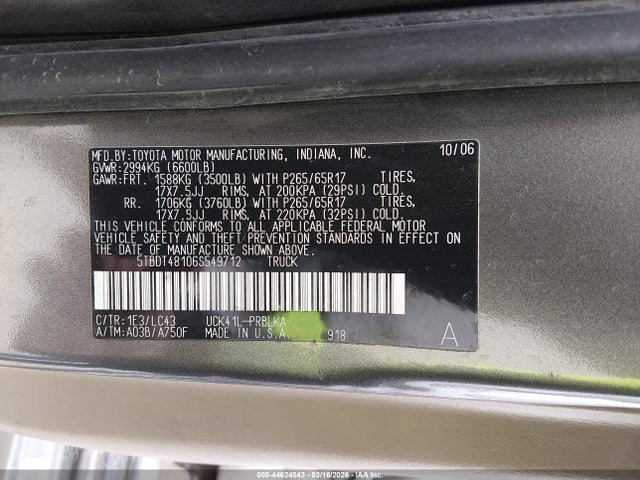 MFD.BY:TOYOTA MOTOR MANUFACTURING, INDIANA, INC. 10/06
GVWR:2994KG (6600LB)
GAWR:FRT. 1588KG (3500LB) WITH P265/65R17 TIRES,
17X7.5JJ RIMS, AT 200KPA (29PSI) COLD.
RR. 1706KG (3760LB) WITH P265/65R17 TIRES,
17X7.5JJ RIMS, AT 220KPA (32PSI) COLD.
THIS VEHICLE CONFORMS TO ALL APPLICABLE FEDERAL MOTOR
VEHICLE SAFETY AND THEFT PREVENTION STANDARDS IN EFFECT ON
THE DATE OF MANUFACTURE SHOWN ABOVE.
5TBDT48106S549712 TRUCK
C/TR:1E3/LC43 UCK41L-PRBLKA
A/TM:A03B/A750F MADE IN U.S.A. 918 A
000-44624543 - 03/16/2026 - IAA Inc.